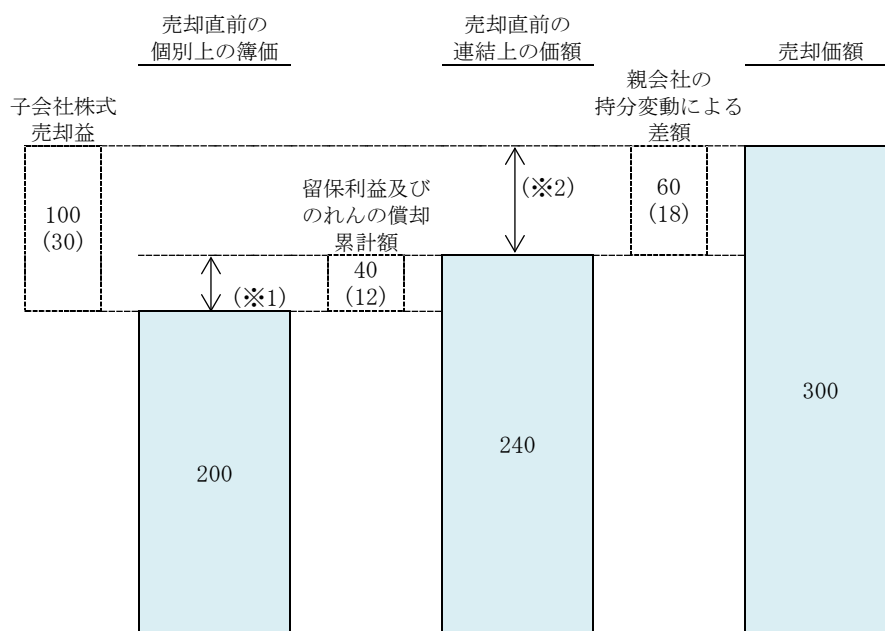 売却直前の
個別上の簿価
売却直前の
連結上の価額
売却価額
子会社株式
売却益
親会社の
持分変動による
差額
100
(30)
留保利益及び
のれんの償却
累計額
(※2)
60
(18)
(※1)
40
(12)
200
240
300